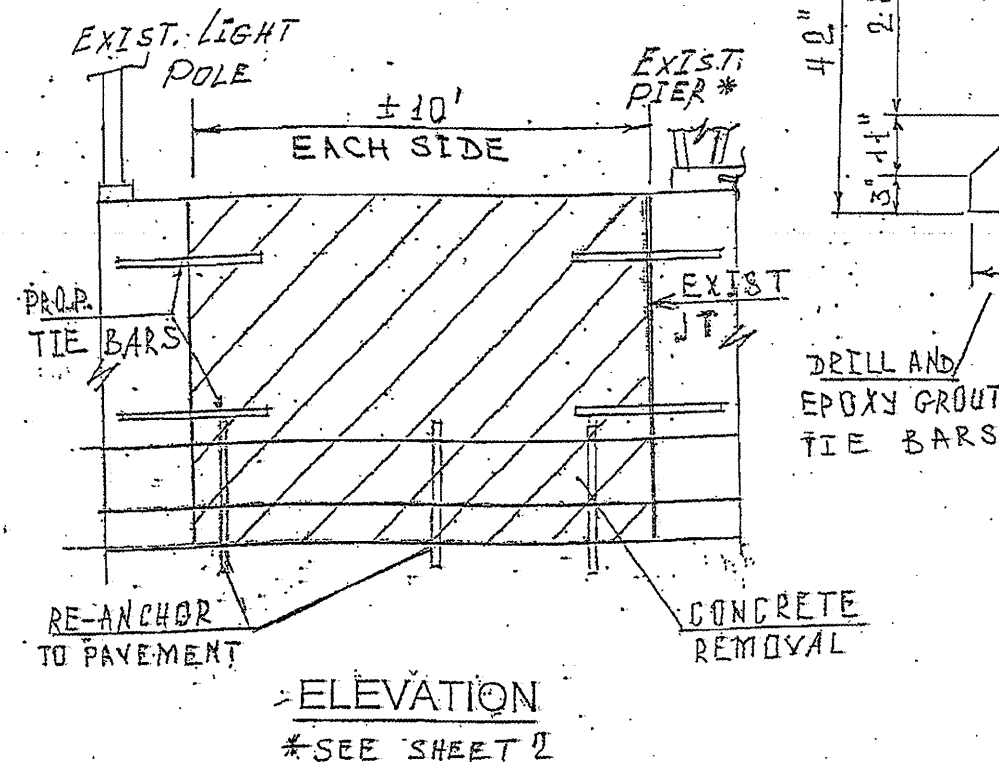 EXIST. LIGHT
POLE
±10'
EACH SIDE
EXIST.
PIER *
42"
11"
3"
PROP.
TIE BARS
EXIST
JT
DRILL AND
EPOXY GROUT
TIE BARS
RE-ANCHOR
TO PAVEMENT
CONCRETE
REMOVAL
ELEVATION
*SEE SHEET 2